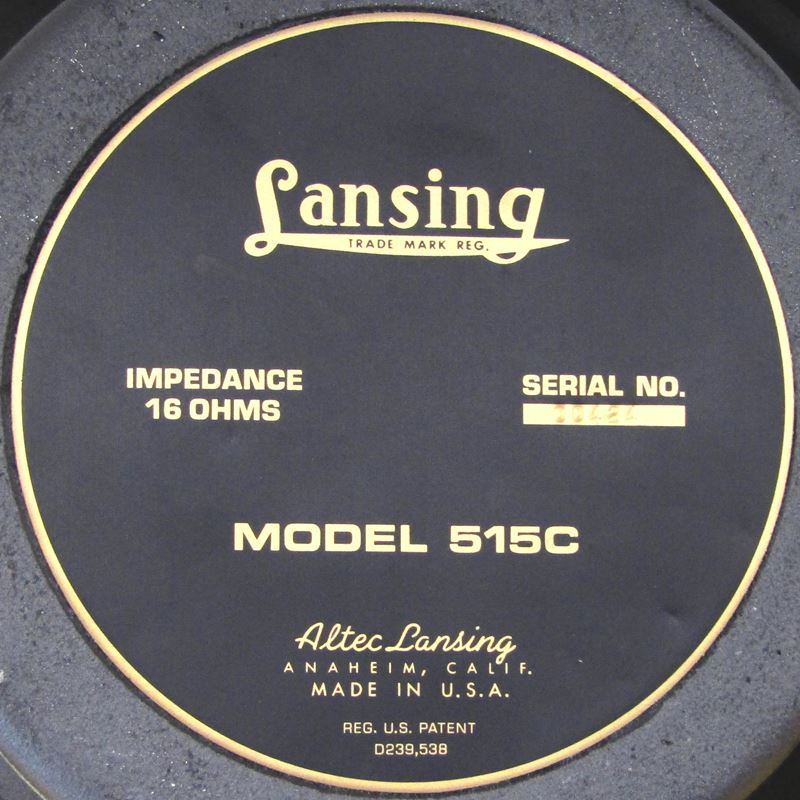 Lansing
TRADE MARK REG.
IMPEDANCE
16 OHMS
SERIAL NO.
MODEL 515C
Altec Lansing
ANAHEIM, CALIF.
MADE IN U.S.A.
REG. U.S. PATENT
D239,538